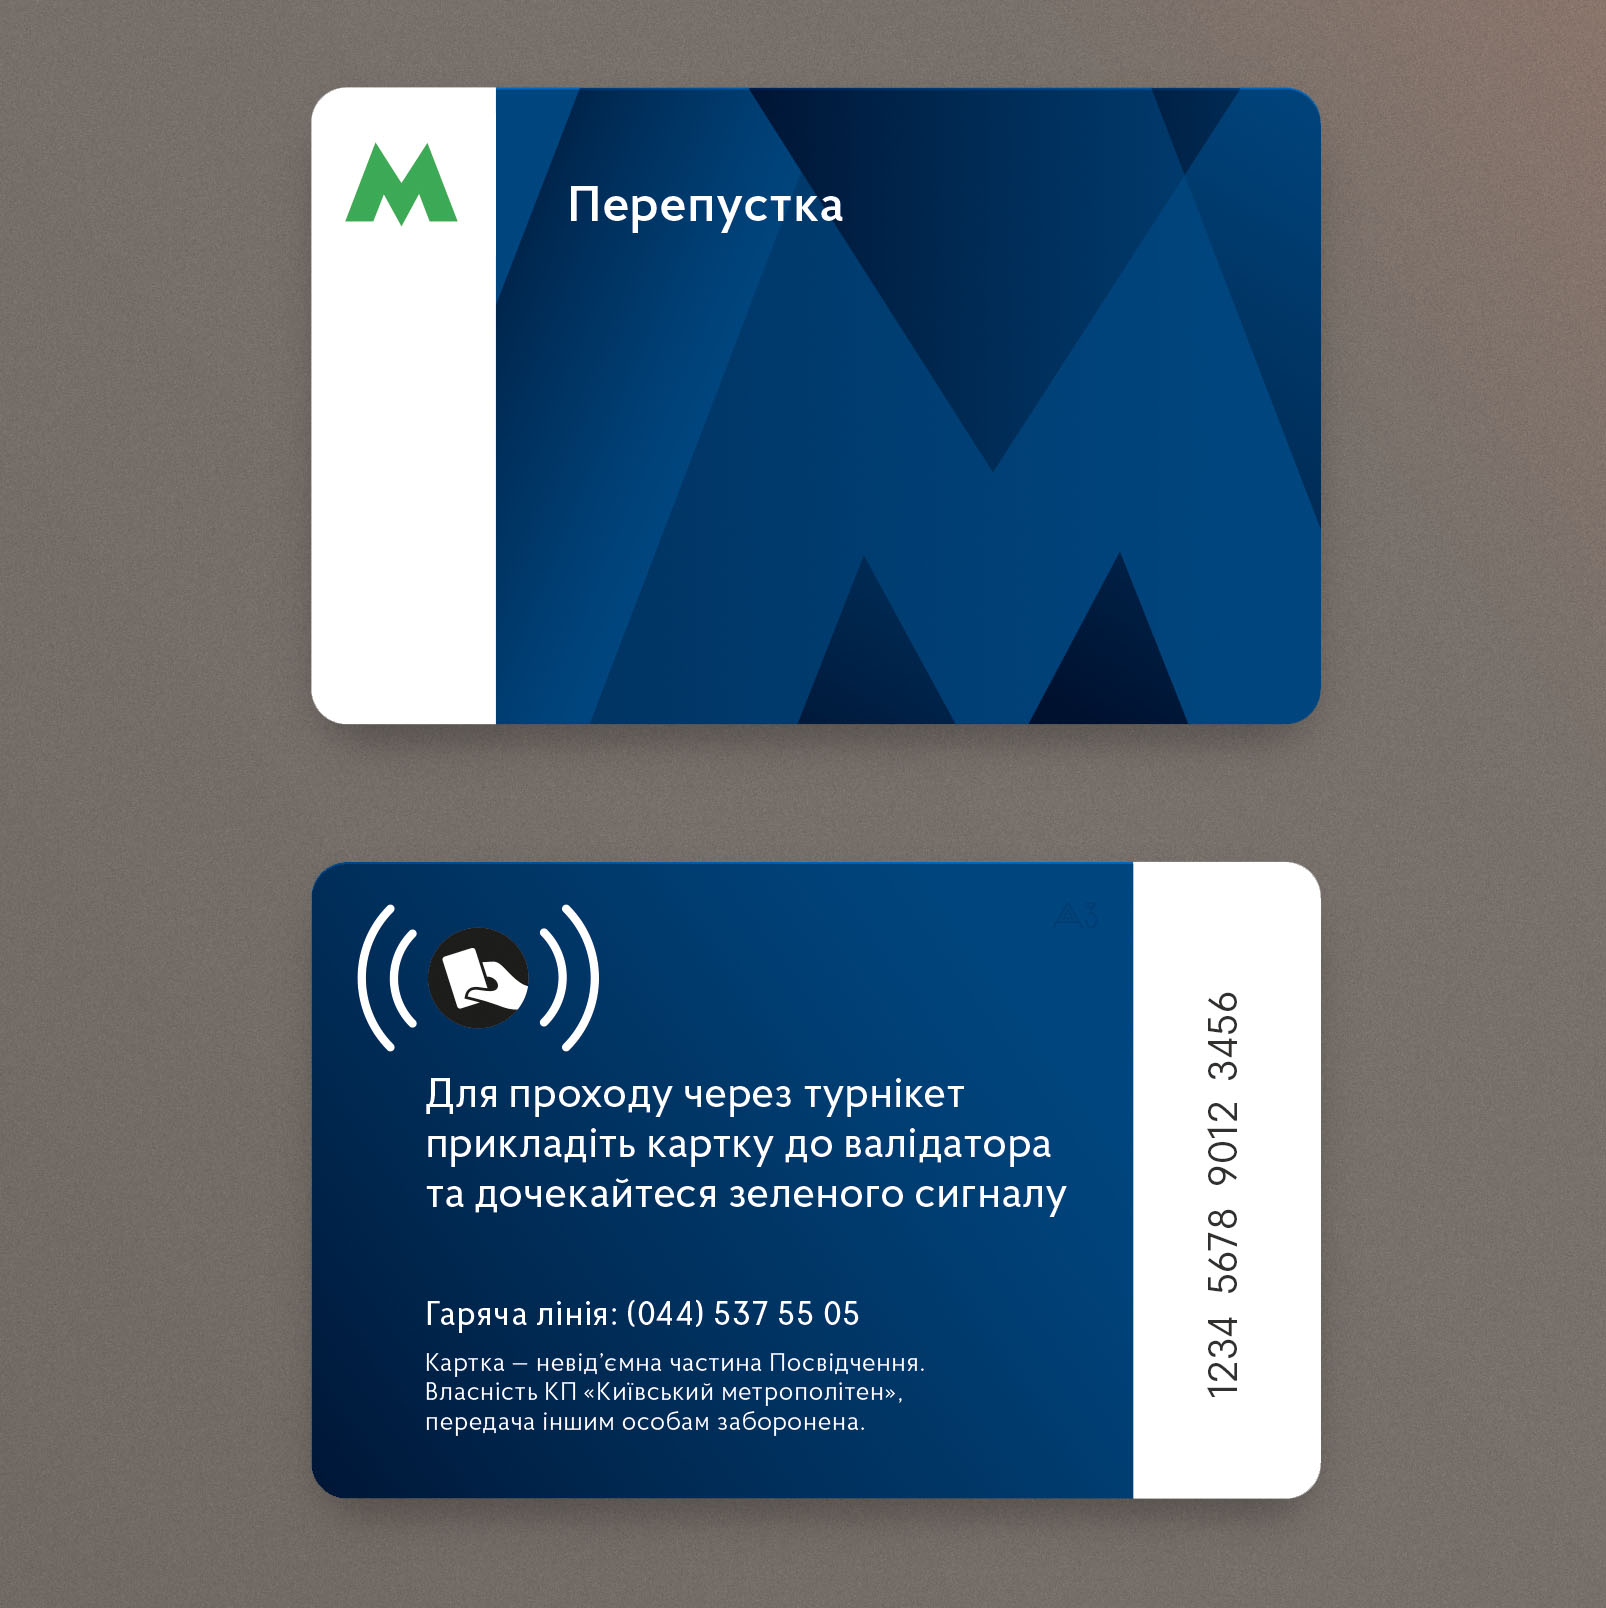 Перепустка
Для проходу через турнікет
прикладіть картку до валідатора
та дочекайтеся зеленого сигналу
Гаряча лінія: (044) 537 55 05
Картка – невід’ємна частина Посвідчення.
Власність КП «Київський метрополітен»,
передача іншим особам заборонена.
1234 5678 9012 3456